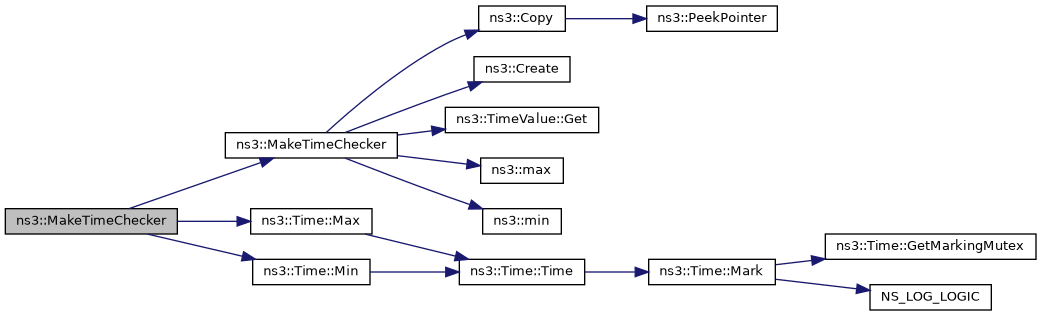 ns3::Copy
ns3::PeekPointer
ns3::Create
ns3::TimeValue::Get
ns3::MakeTimeChecker
ns3::max
ns3::MakeTimeChecker
ns3::Time::Max
ns3::min
ns3::Time::GetMarkingMutex
ns3::Time::Min
ns3::Time::Time
ns3::Time::Mark
NS_LOG_LOGIC